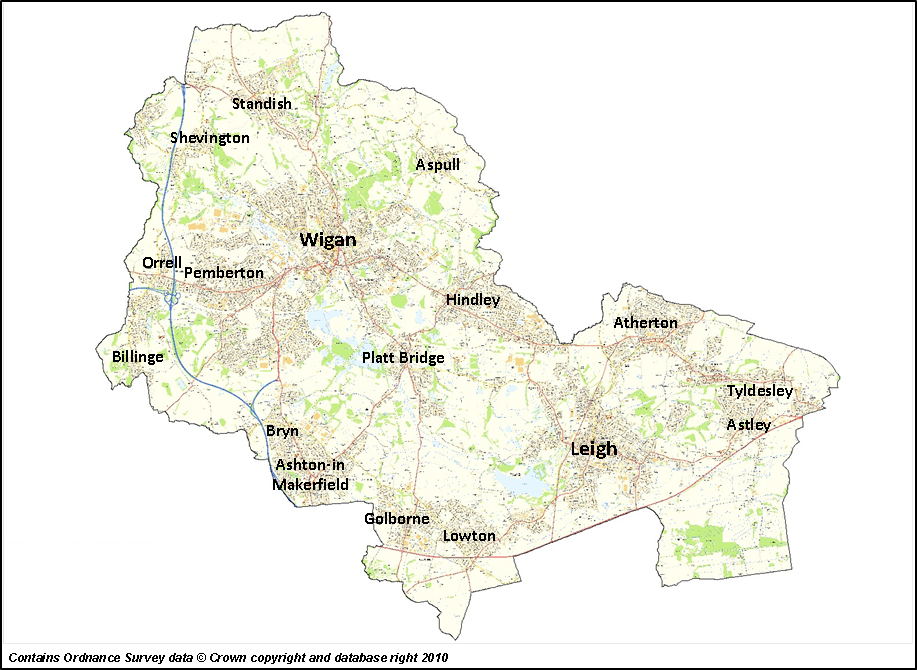 Standish
Shevington
Aspull
Wigan
Orrell
Pemberton
Hindley
Atherton
Billinge
Platt Bridge
Tyldesley
Astley
Bryn
Leigh
Ashton-in
Makerfield
Golborne
Lowton
Contains Ordnance Survey data © Crown copyright and database right 2010